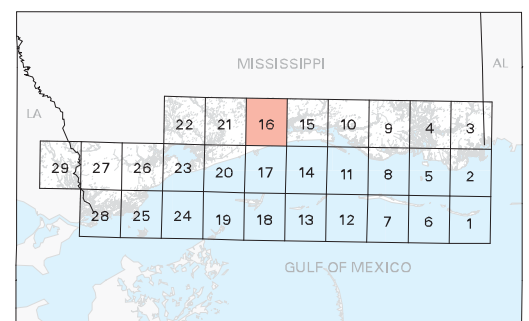 MISSISSIPPI
AL
LA
22 21 16 15 10 9 4 3
29 27 26 23 20 17 14 11 8 5 2
28 25 24 19 18 13 12 7 6 1
GULF OF MEXICO